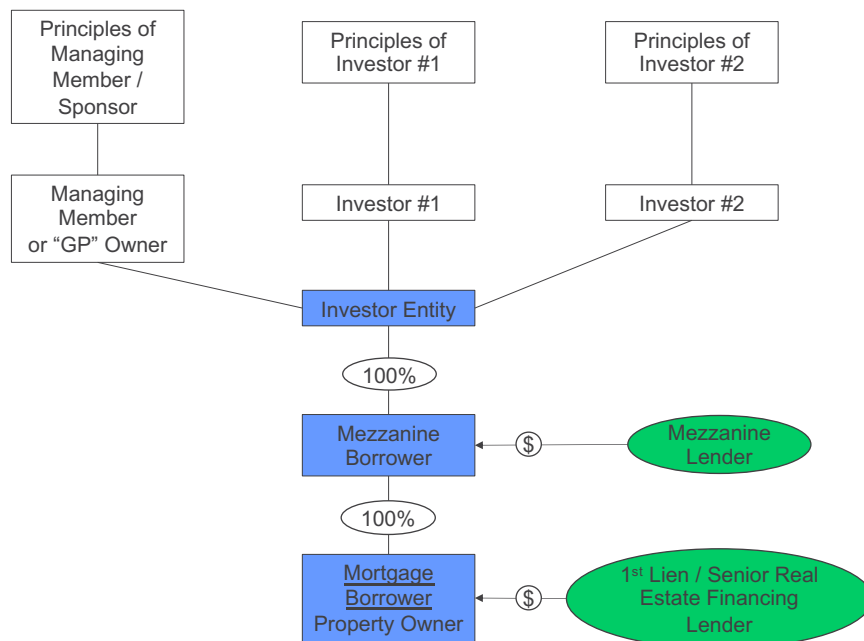 Principles of
Managing
Member /
Sponsor
Principles of
Investor #1
Principles of
Investor #2
Managing
Member
or “GP” Owner
Investor #1
Investor #2
Investor Entity
100%
Mezzanine
Borrower
$
Mezzanine
Lender
100%
Mortgage
Borrower
Property Owner
$
1st Lien / Senior Real
Estate Financing
Lender